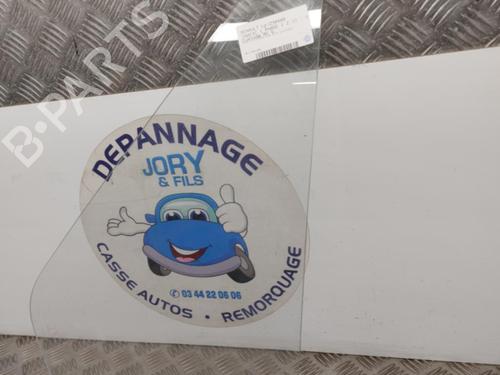 B-PARTS
DEPANNAGE
JORY
& FILS
03 44 22 06 06
CASSE AUTOS - REMORQUAGE